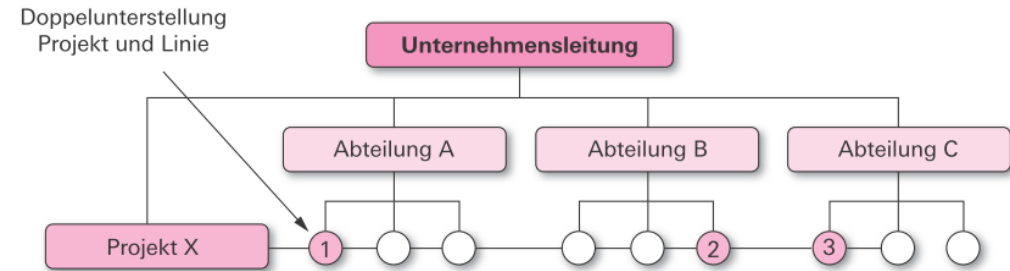 Doppelunterstellung
Projekt und Linie
Unternehmensleitung
Abteilung A
Abteilung B
Abteilung C
Projekt X
1
2
3